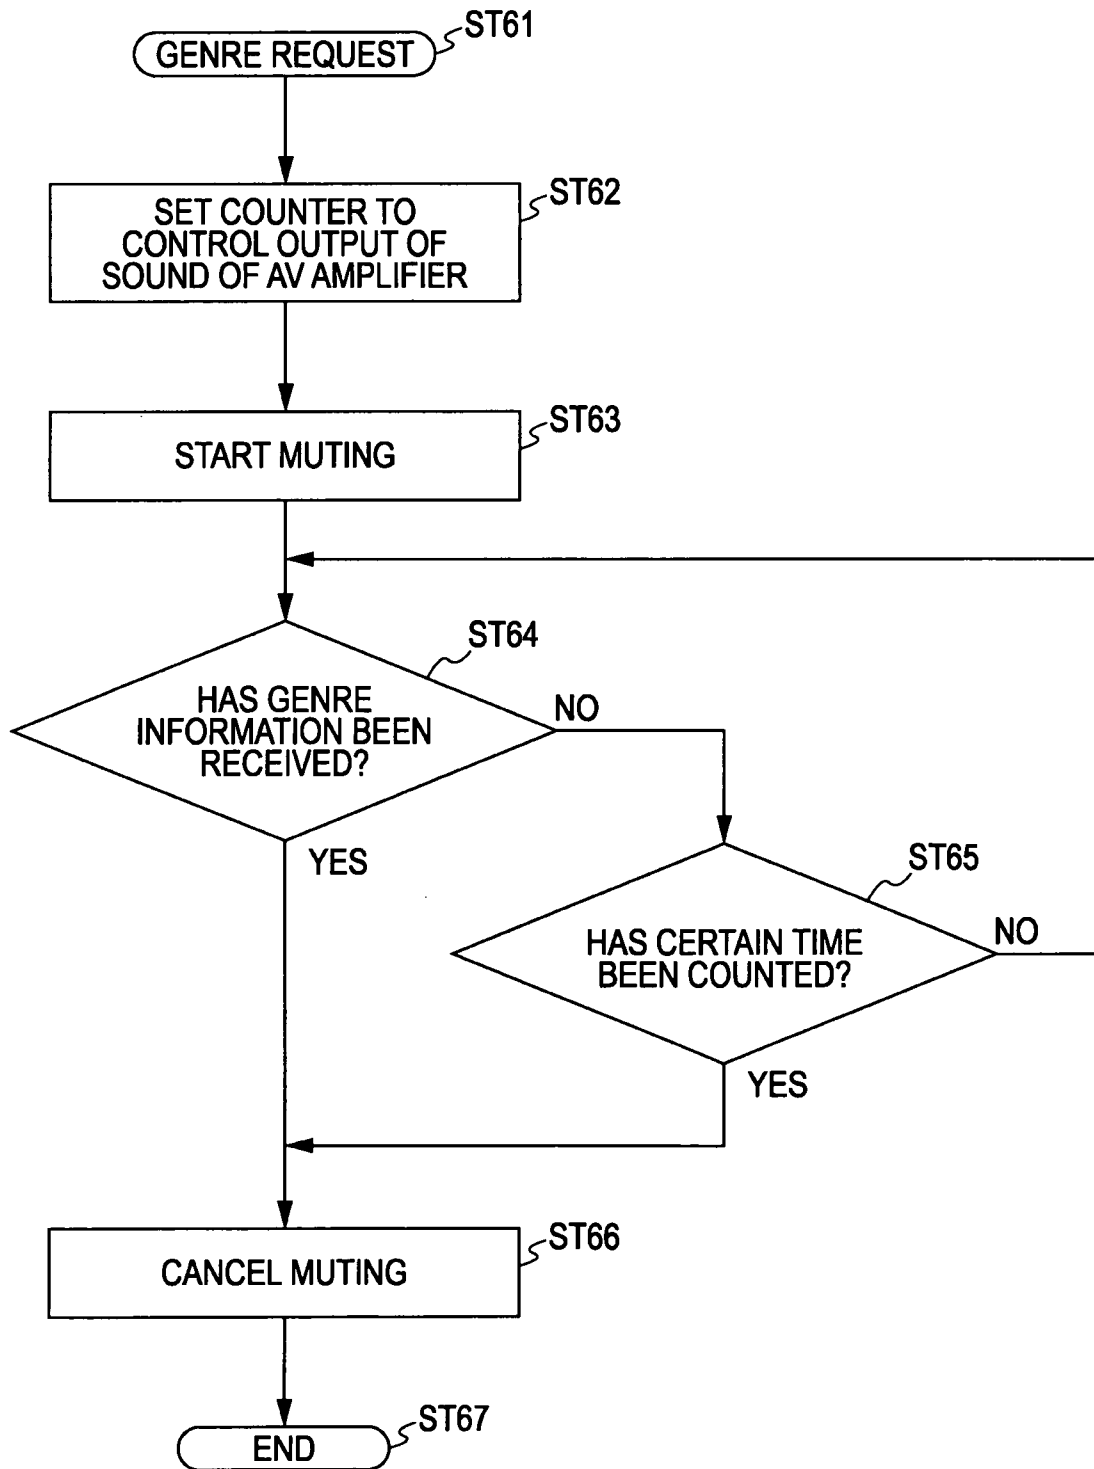 GENRE REQUEST
ST61
SET COUNTER TO
CONTROL OUTPUT OF
SOUND OF AV AMPLIFIER
ST62
START MUTING
ST63
HAS GENRE
INFORMATION BEEN
RECEIVED?
ST64
NO
YES
HAS CERTAIN TIME
BEEN COUNTED?
ST65
NO
YES
CANCEL MUTING
ST66
END
ST67